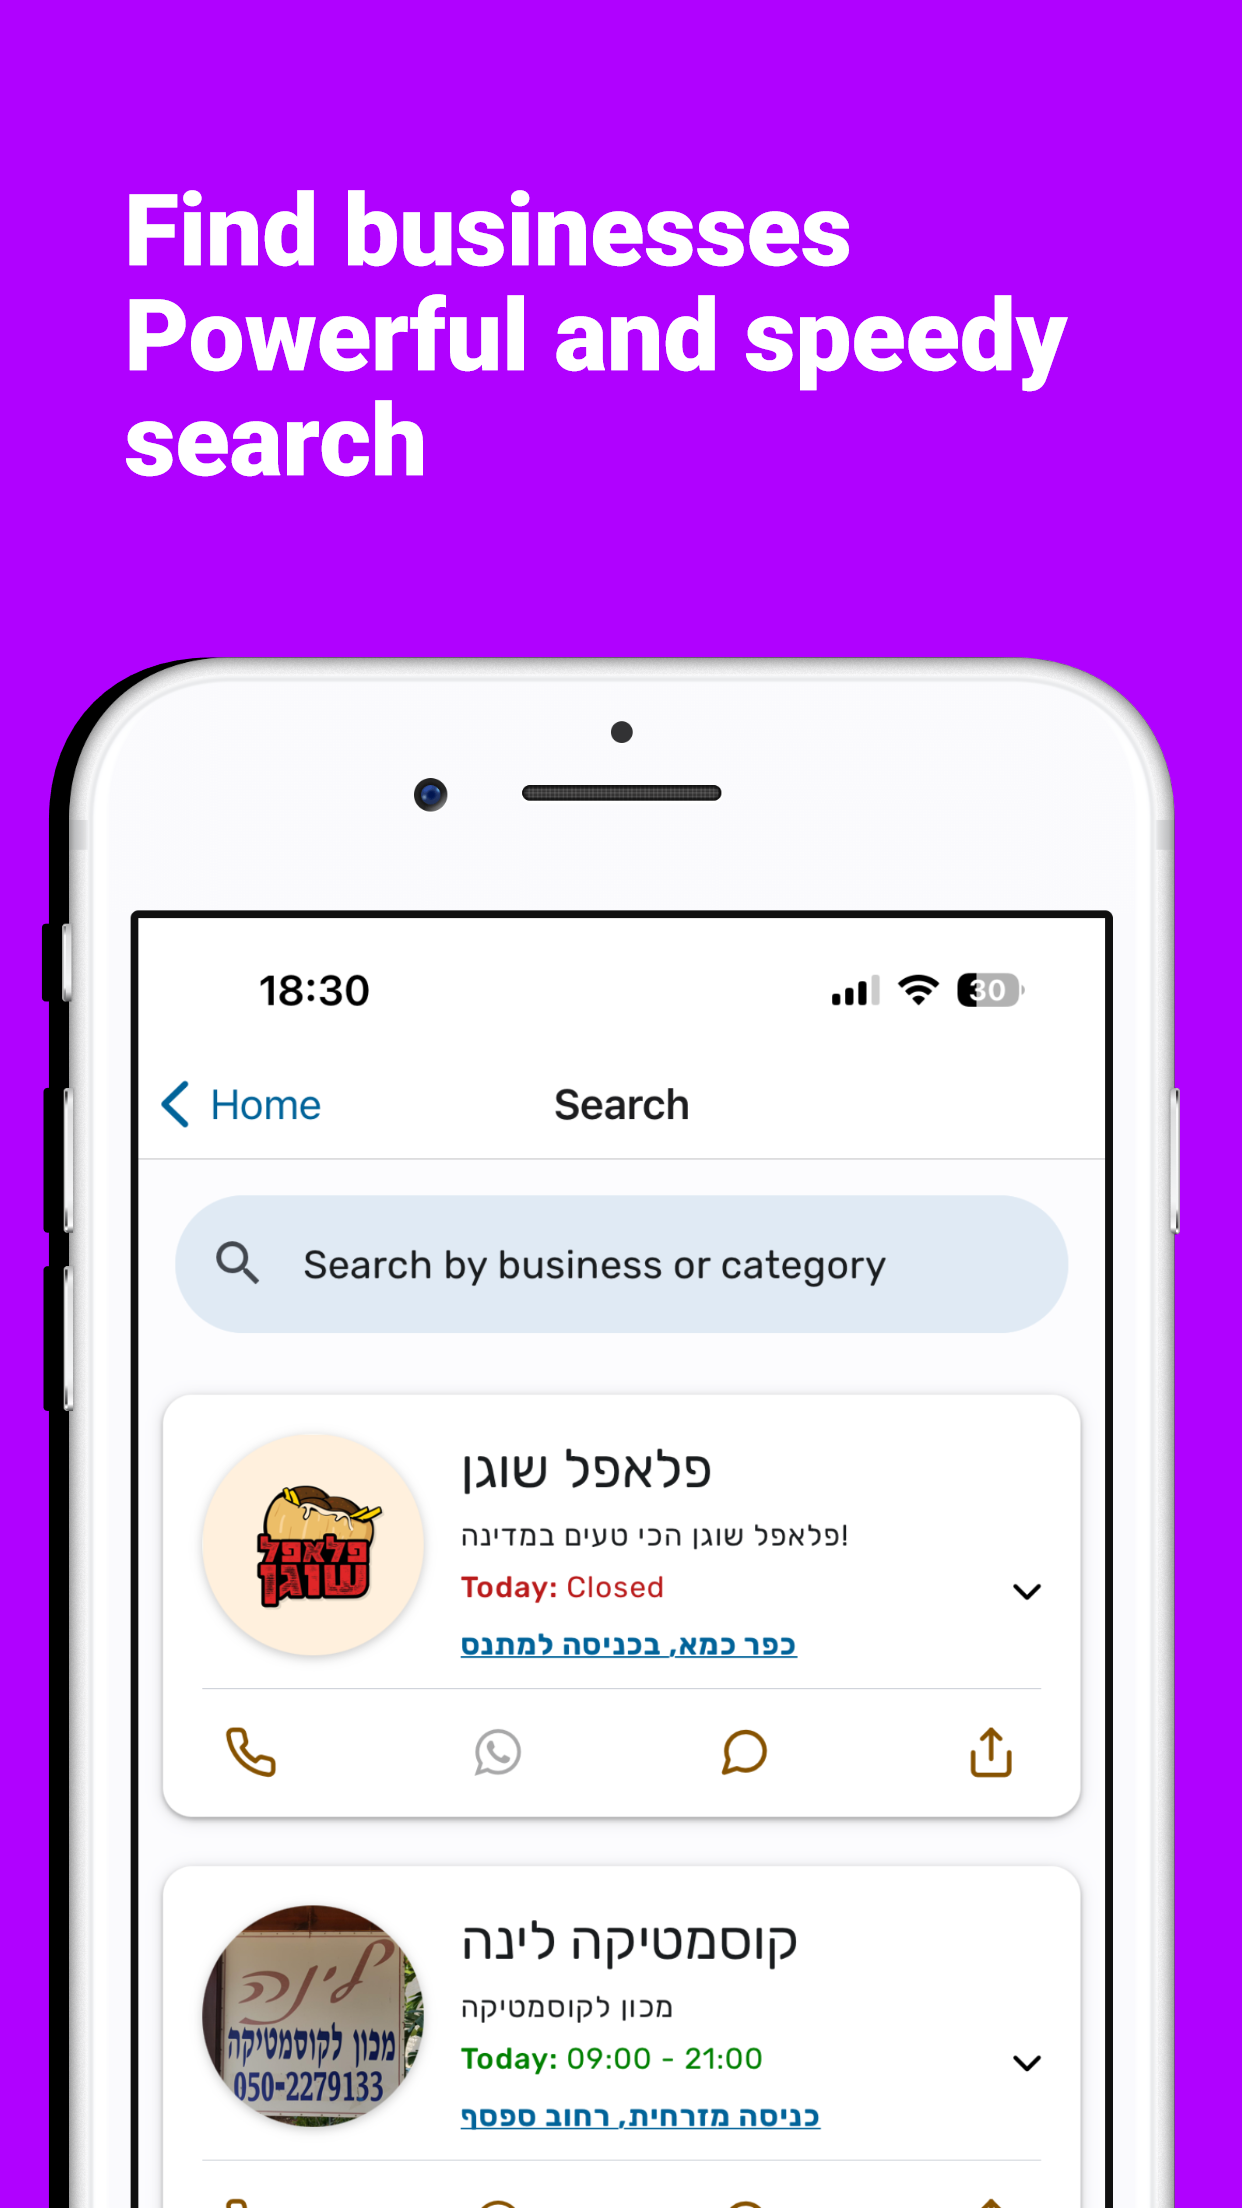 Find businesses
Powerful and speedy
search
18:30
30
Home
Search
Search by business or category
פלאפל שוגן
פלאפל שוגן הכי טעים במדינה!
Today: Closed
כפר כמא, בכניסה למתנס
פלאפל
שוגן
קוסמטיקה לינה
מכון לקוסמטיקה
Today: 09:00 - 21:00
כניסה מזרחית, רחוב ספסף
לינה
מכון לקוסמטיקה
050-2279133